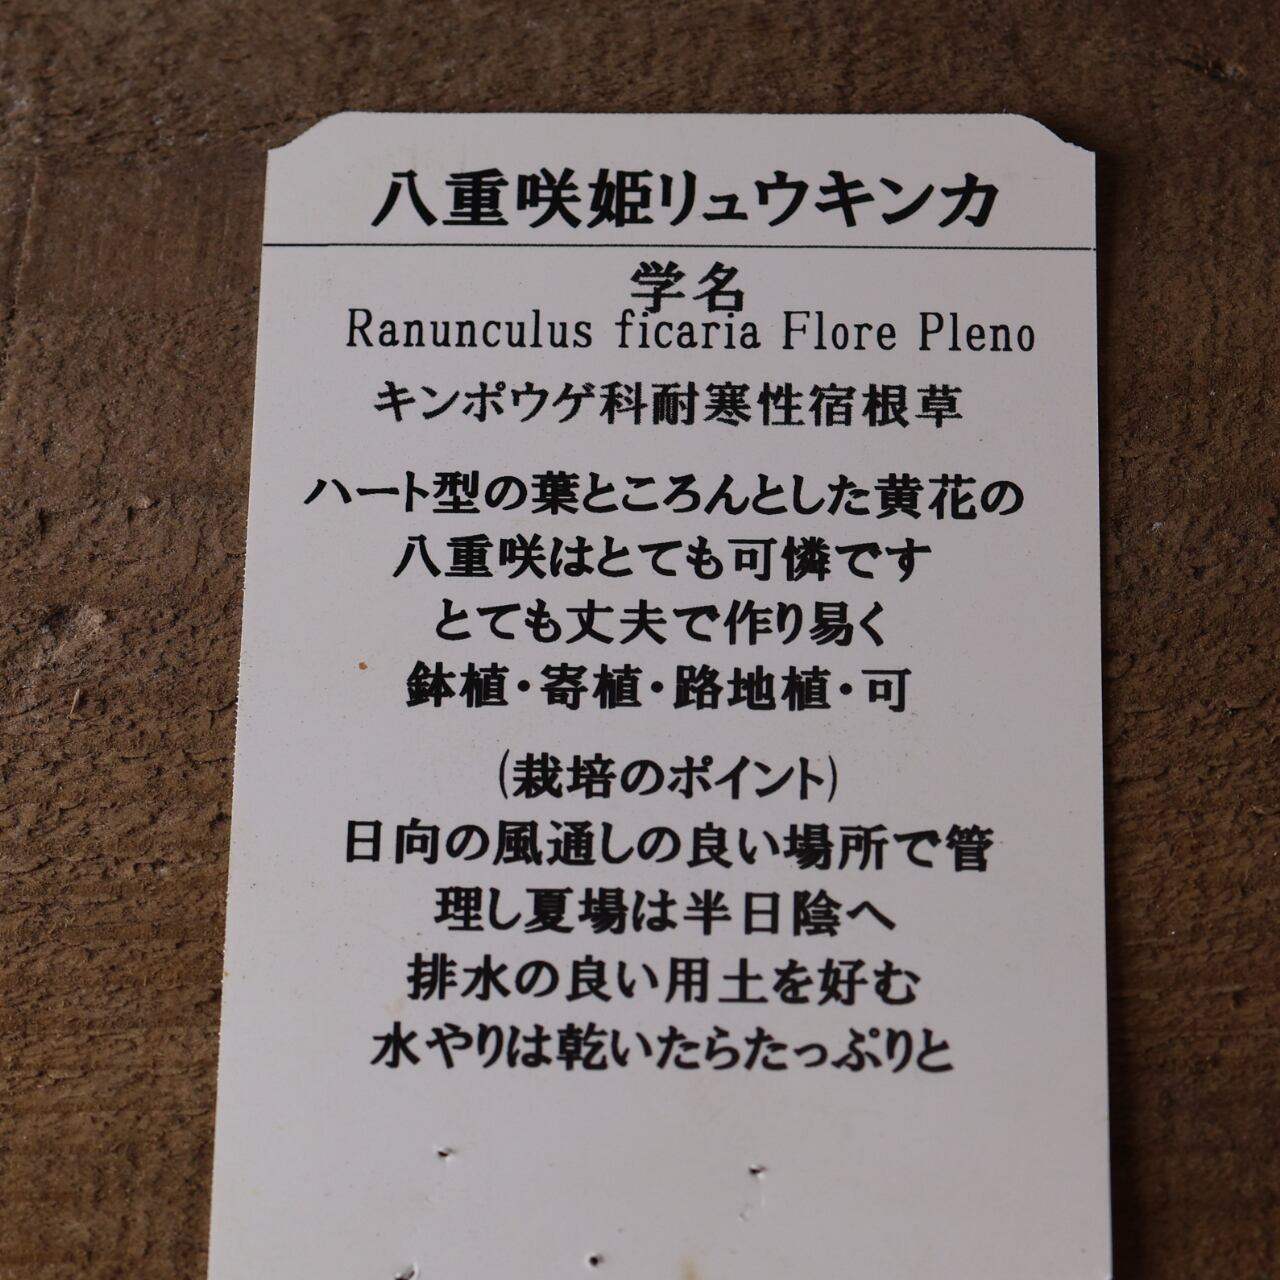 八重咲姫リュウキンカ
学名
Ranunculus ficaria Flore Pleno
キンポウゲ科耐寒性宿根草
ハート型の葉ところんとした黄花の
八重咲はとても可憐です
とても丈夫で作り易く
鉢植・寄植・路地植・可
(栽培のポイント)
日向の風通しの良い場所で管
理し夏場は半日陰へ
排水の良い用土を好む
水やりは乾いたらたっぷりと